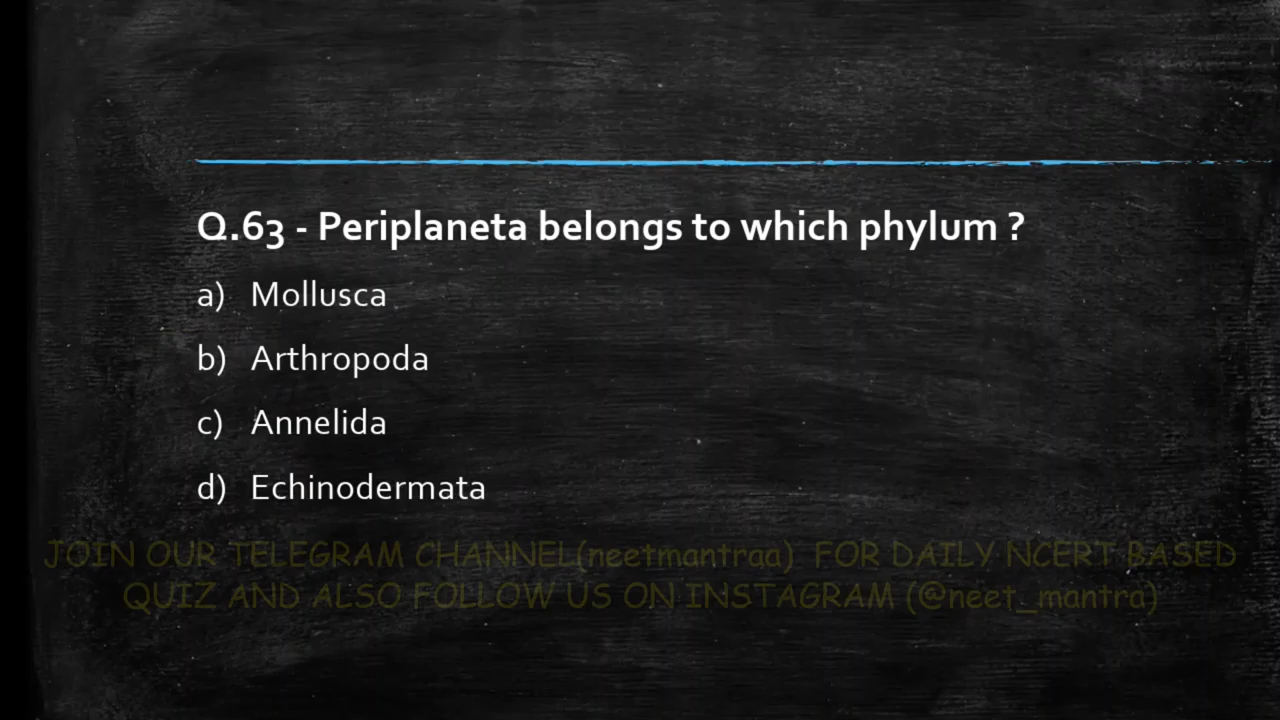 Q.63 - Periplaneta belongs to which phylum ?
a) Mollusca
b) Arthropoda
c) Annelida
d) Echinodermata
JOIN OUR TELEGRAM CHANNEL(neetmantraa) FOR DAILY NCERT BASED
QUIZ AND ALSO FOLLOW US ON INSTAGRAM (@neet_mantra)